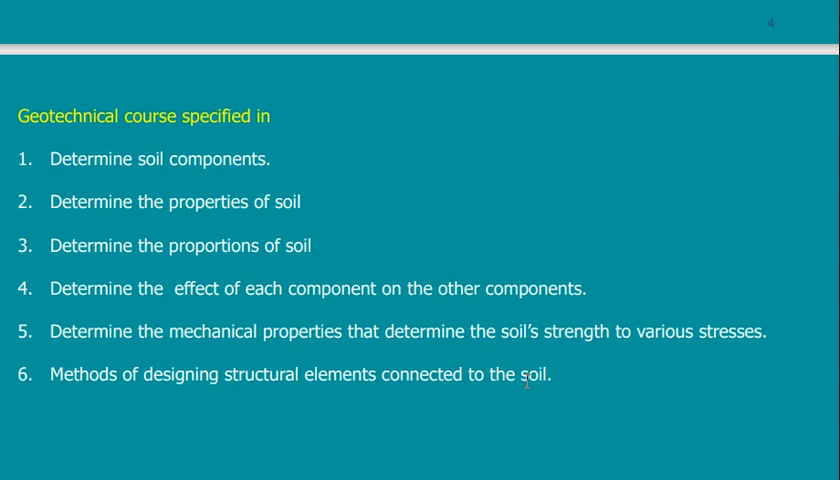 4
Geotechnical course specified in
1. Determine soil components.
2. Determine the properties of soil
3. Determine the proportions of soil
4. Determine the  effect of each component on the other components.
5. Determine the mechanical properties that determine the soil’s strength to various stresses.
6. Methods of designing structural elements connected to the soil.